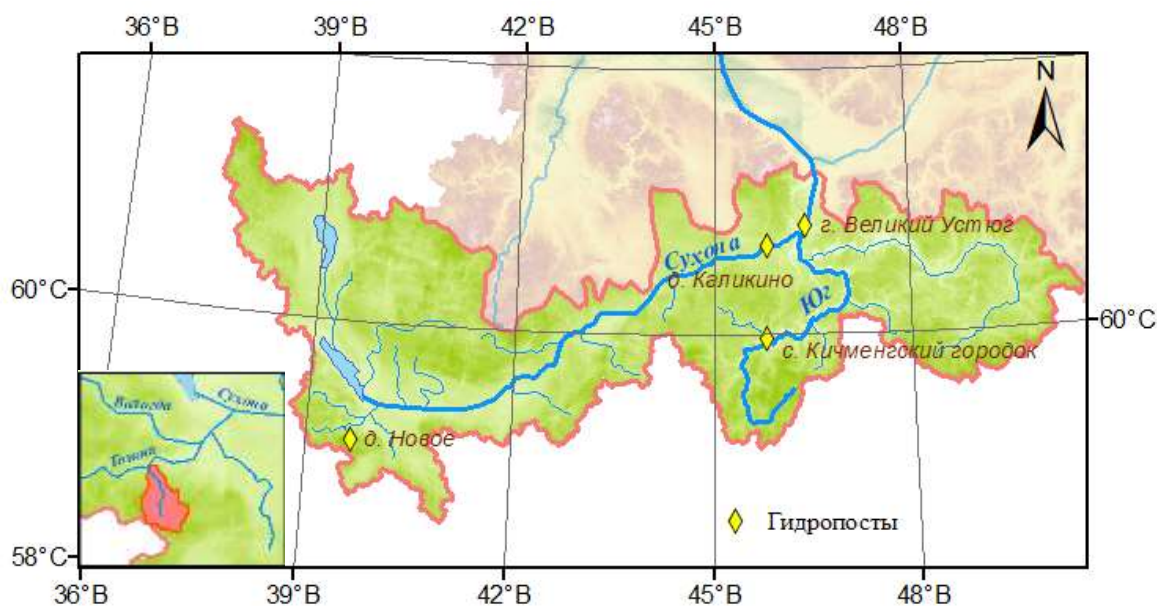 36°В 39°В 42°В 45°В 48°В
N
г. Великий Устюг
Сухона
д. Каликино
Юг
60°С 60°С
с. Кичменгский городок
Сухона
Вологда
д. Новое
Тошня
Гидропосты
58°С
36°В 39°В 42°В 45°В 48°В